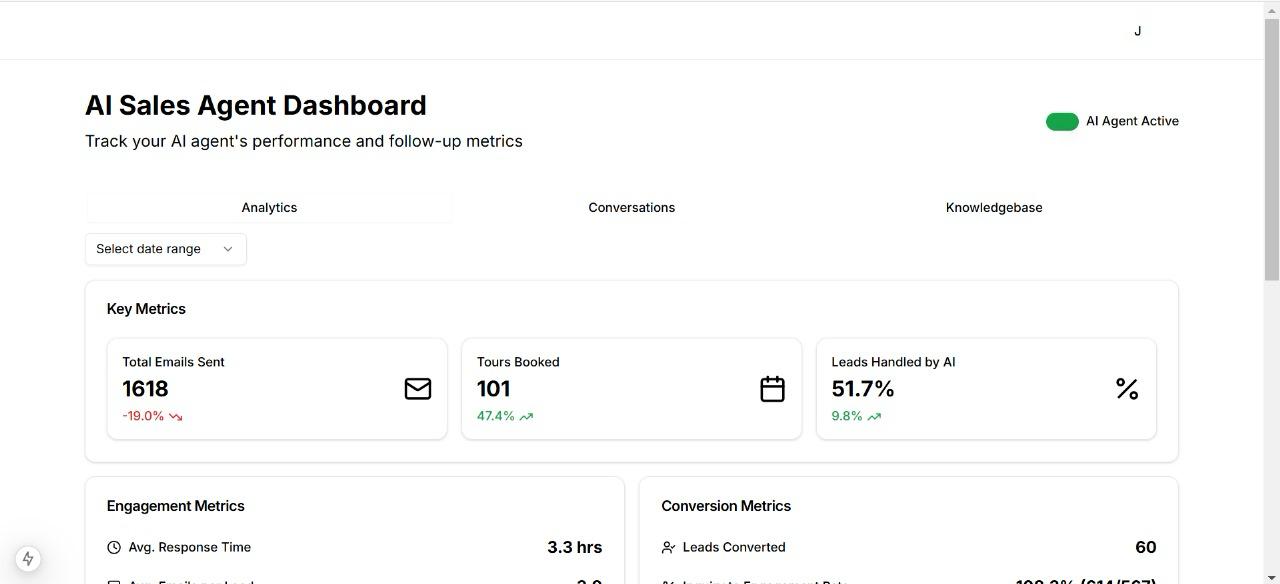 J
AI Sales Agent Dashboard
Track your AI agent's performance and follow-up metrics
AI Agent Active
Analytics Conversations Knowledgebase
Select date range
Key Metrics
Total Emails Sent
1618
-19.0%
Tours Booked
101
47.4%
Leads Handled by AI
51.7%
9.8%
Engagement Metrics
Avg. Response Time 3.3 hrs
Conversion Metrics
Leads Converted 60